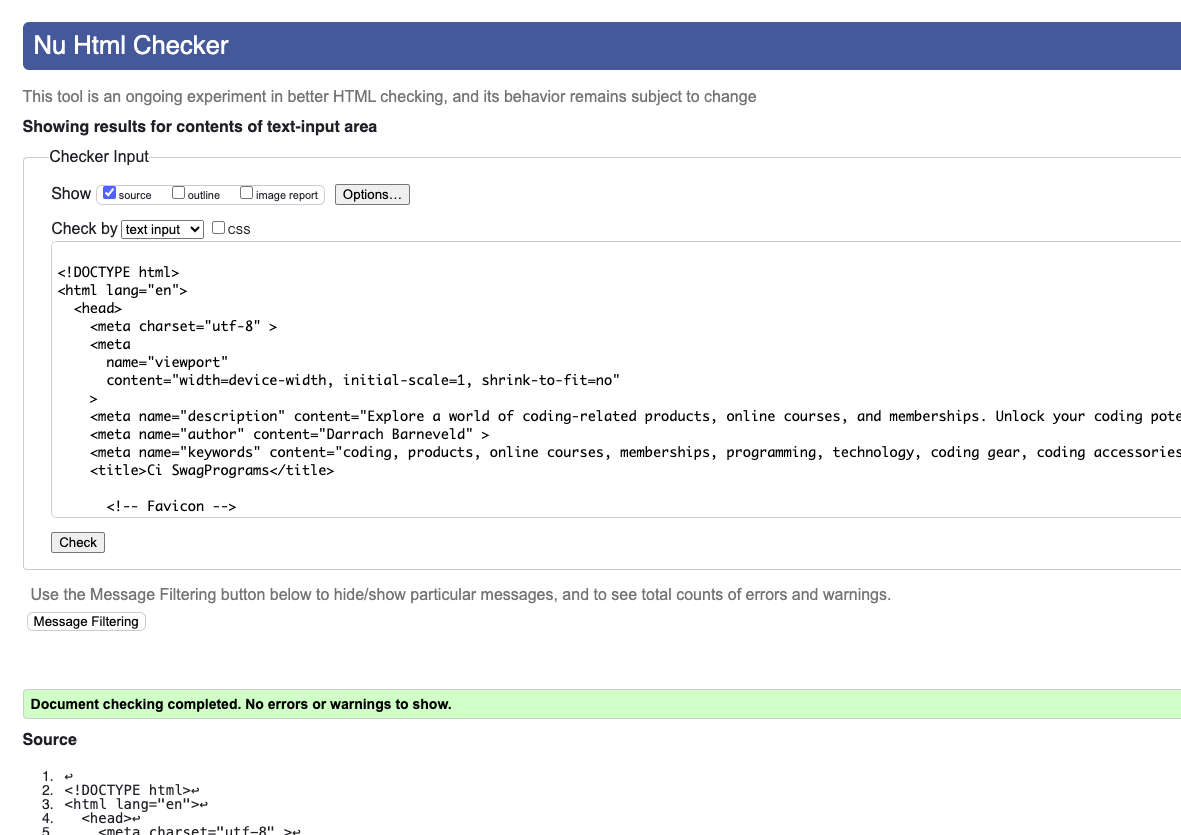 Nu Html Checker
This tool is an ongoing experiment in better HTML checking, and its behavior remains subject to change
Showing results for contents of text-input area
Checker Input
Show source outline image report Options...
Check by text input css
<!DOCTYPE html>
<html lang="en">
  <head>
    <meta charset="utf-8" >
    <meta
      name="viewport"
      content="width=device-width, initial-scale=1, shrink-to-fit=no"
    >
    <meta name="description" content="Explore a world of coding-related products, online courses, and memberships. Unlock your coding pote
    <meta name="author" content="Darrach Barneveld" >
    <meta name="keywords" content="coding, products, online courses, memberships, programming, technology, coding gear, coding accessories
    <title>Ci SwagPrograms</title>
      <!-- Favicon -->
Check
Use the Message Filtering button below to hide/show particular messages, and to see total counts of errors and warnings.
Message Filtering
Document checking completed. No errors or warnings to show.
Source
1. ↩
2. <!DOCTYPE html>↩
3. <html lang="en">↩
4.   <head>↩
5.     <meta charset="utf-8" >↩